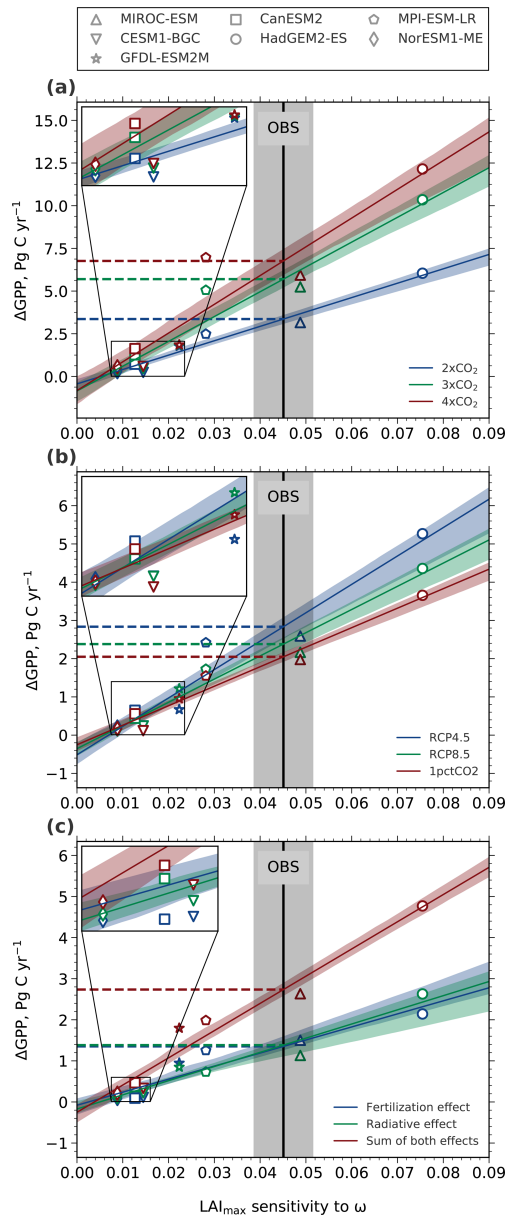 MIROC-ESM CanESM2 MPI-ESM-LR
CESM1-BGC HadGEM2-ES NorESM1-ME
GFDL-ESM2M
(a)
OBS
15.0
12.5
10.0
7.5
5.0
2.5
0.0
ΔGPP, Pg C yr⁻¹
2xCO₂
3xCO₂
4xCO₂
0.00 0.01 0.02 0.03 0.04 0.05 0.06 0.07 0.08 0.09
(b)
OBS
6
5
4
3
2
1
0
−1
ΔGPP, Pg C yr⁻¹
RCP4.5
RCP8.5
1pctCO2
0.00 0.01 0.02 0.03 0.04 0.05 0.06 0.07 0.08 0.09
(c)
OBS
6
5
4
3
2
1
0
−1
ΔGPP, Pg C yr⁻¹
Fertilization effect
Radiative effect
Sum of both effects
0.00 0.01 0.02 0.03 0.04 0.05 0.06 0.07 0.08 0.09
LAIₘₐₓ sensitivity to ω